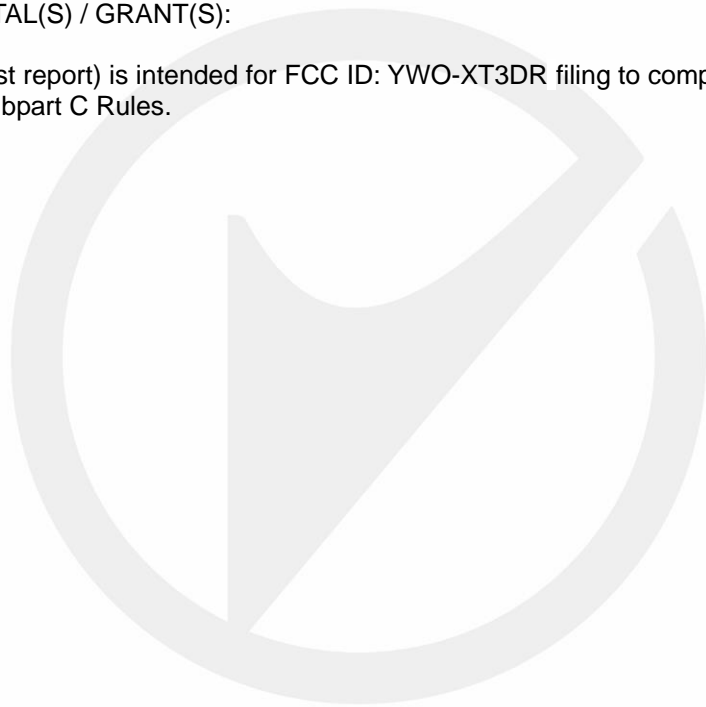 TAL(S) / GRANT(S):
st report) is intended for FCC ID: YWO-XT3DR filing to comp
bpart C Rules.